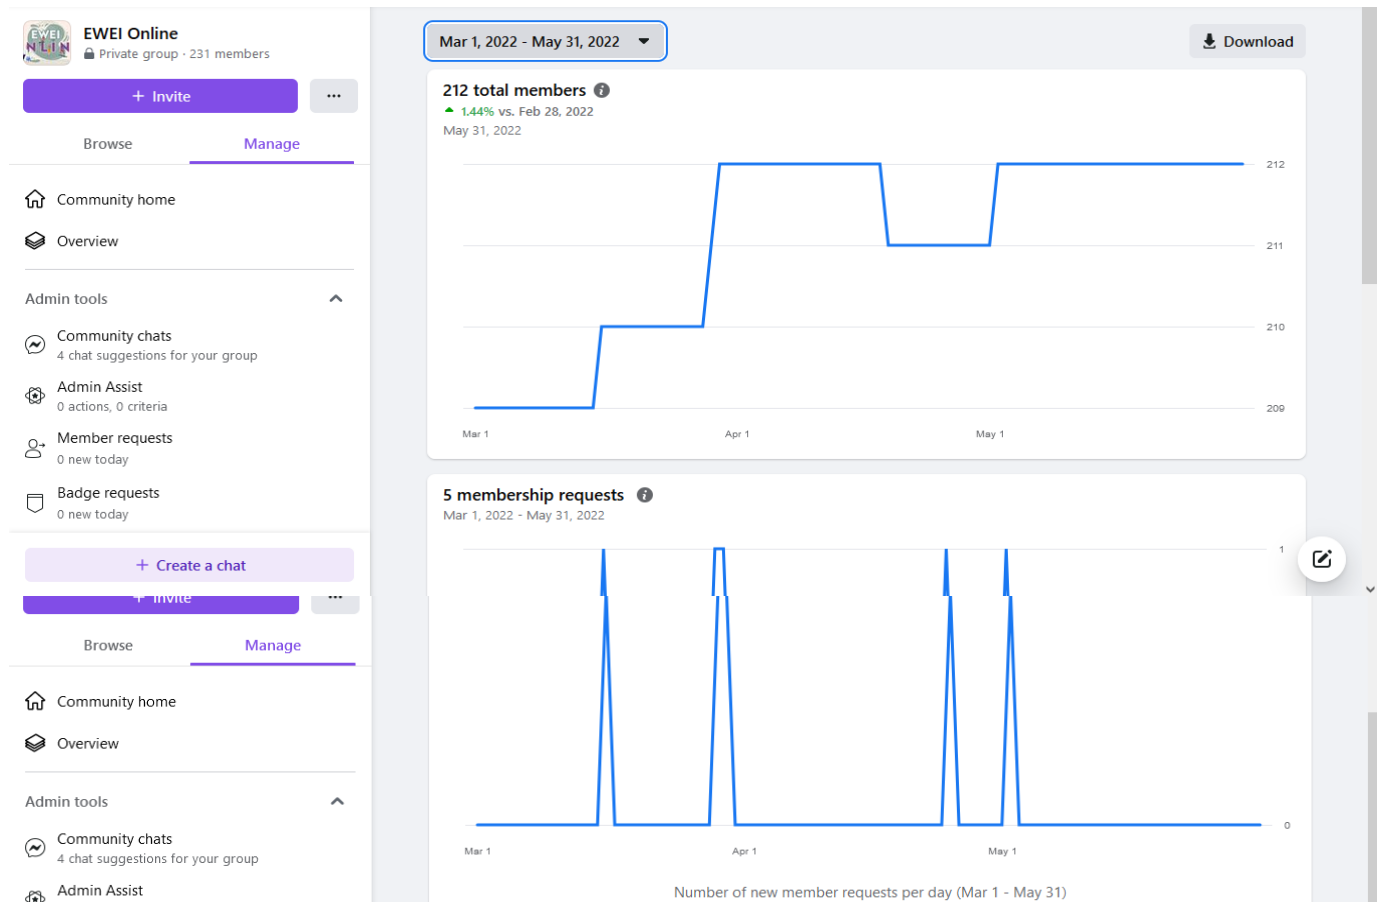 EWEI Online
Private group · 231 members
+ Invite
...
Browse
Manage
Community home
Overview
Admin tools
Community chats
4 chat suggestions for your group
Admin Assist
0 actions, 0 criteria
Member requests
0 new today
Badge requests
0 new today
+ Create a chat
+ Invite
...
Browse
Manage
Community home
Overview
Admin tools
Community chats
4 chat suggestions for your group
Admin Assist
Mar 1, 2022 - May 31, 2022
Download
212 total members
1.44% vs. Feb 28, 2022
May 31, 2022
212
211
210
209
Mar 1
Apr 1
May 1
5 membership requests
Mar 1, 2022 - May 31, 2022
1
0
Mar 1
Apr 1
May 1
Number of new member requests per day (Mar 1 - May 31)